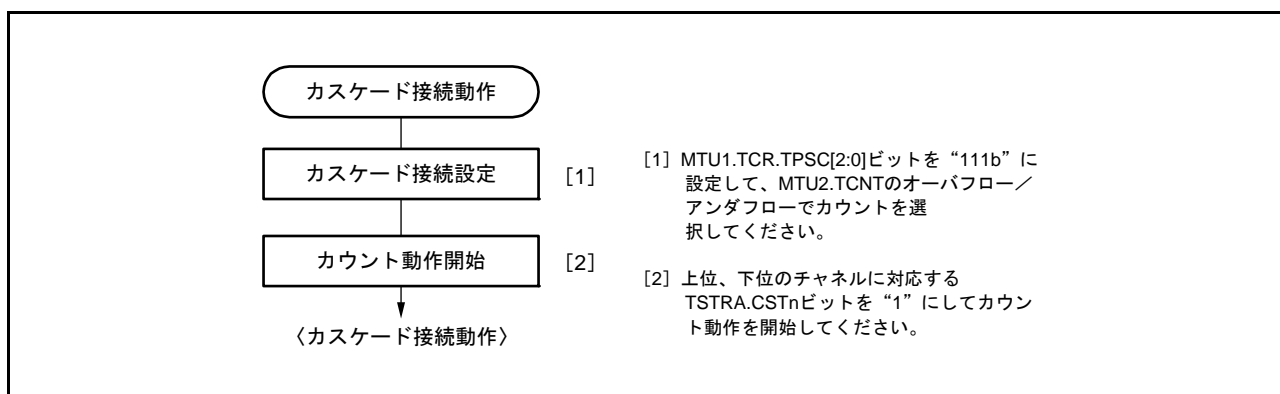 カスケード接続動作
カスケード接続設定
[1]
カウント動作開始
[2]
〈カスケード接続動作〉
[1] MTU1.TCR.TPSC[2:0]ビットを“111b”に
設定して、MTU2.TCNTのオーバフロー／
アンダフローでカウントを選
択してください。
[2] 上位、下位のチャネルに対応する
TSTRA.CSTnビットを“1”にしてカウン
ト動作を開始してください。